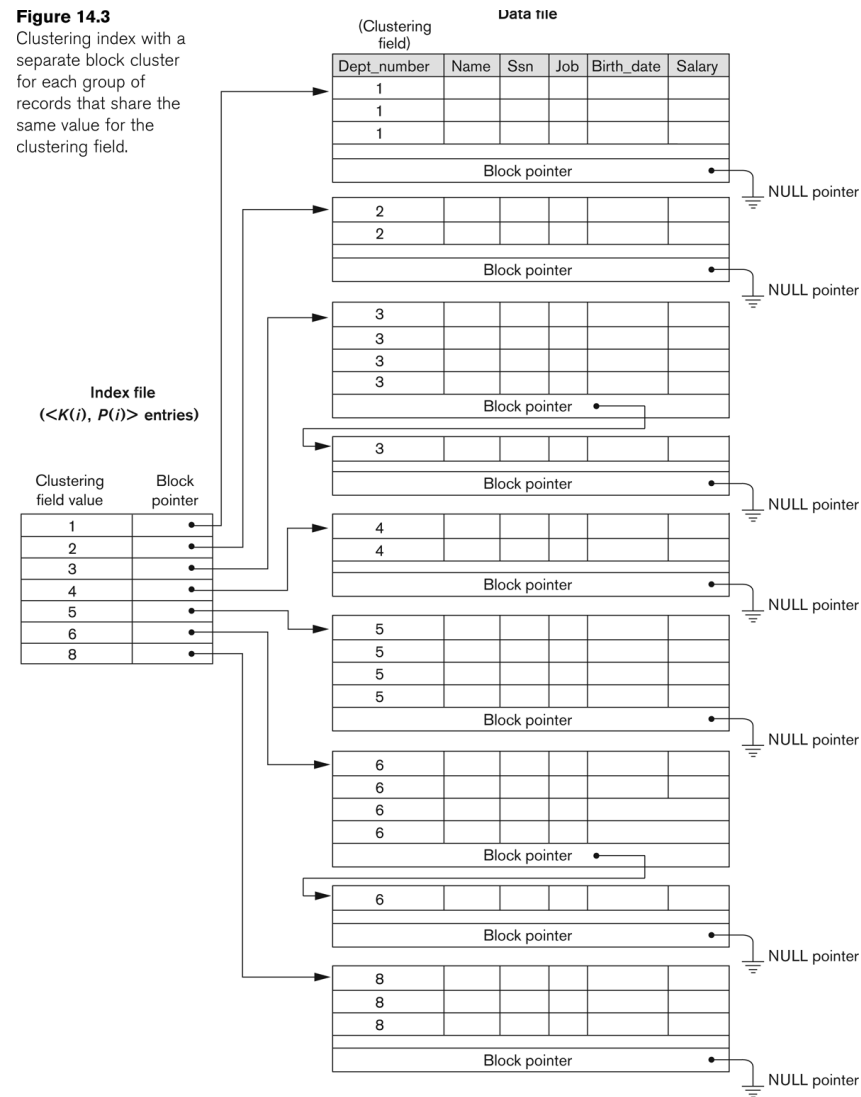 Figure 14.3
Clustering index with a
separate block cluster
for each group of
records that share the
same value for the
clustering field.
Data file
(Clustering
field)
Dept_number Name Ssn Job Birth_date Salary
1
1
1
Block pointer
NULL pointer
2
2
Block pointer
NULL pointer
3
3
3
3
Block pointer
3
Block pointer
NULL pointer
4
4
Block pointer
NULL pointer
5
5
5
5
Block pointer
NULL pointer
6
6
6
6
Block pointer
6
Block pointer
NULL pointer
8
8
8
Block pointer
NULL pointer
Index file
(<K(i), P(i)> entries)
Clustering
field value
Block
pointer
1
2
3
4
5
6
8